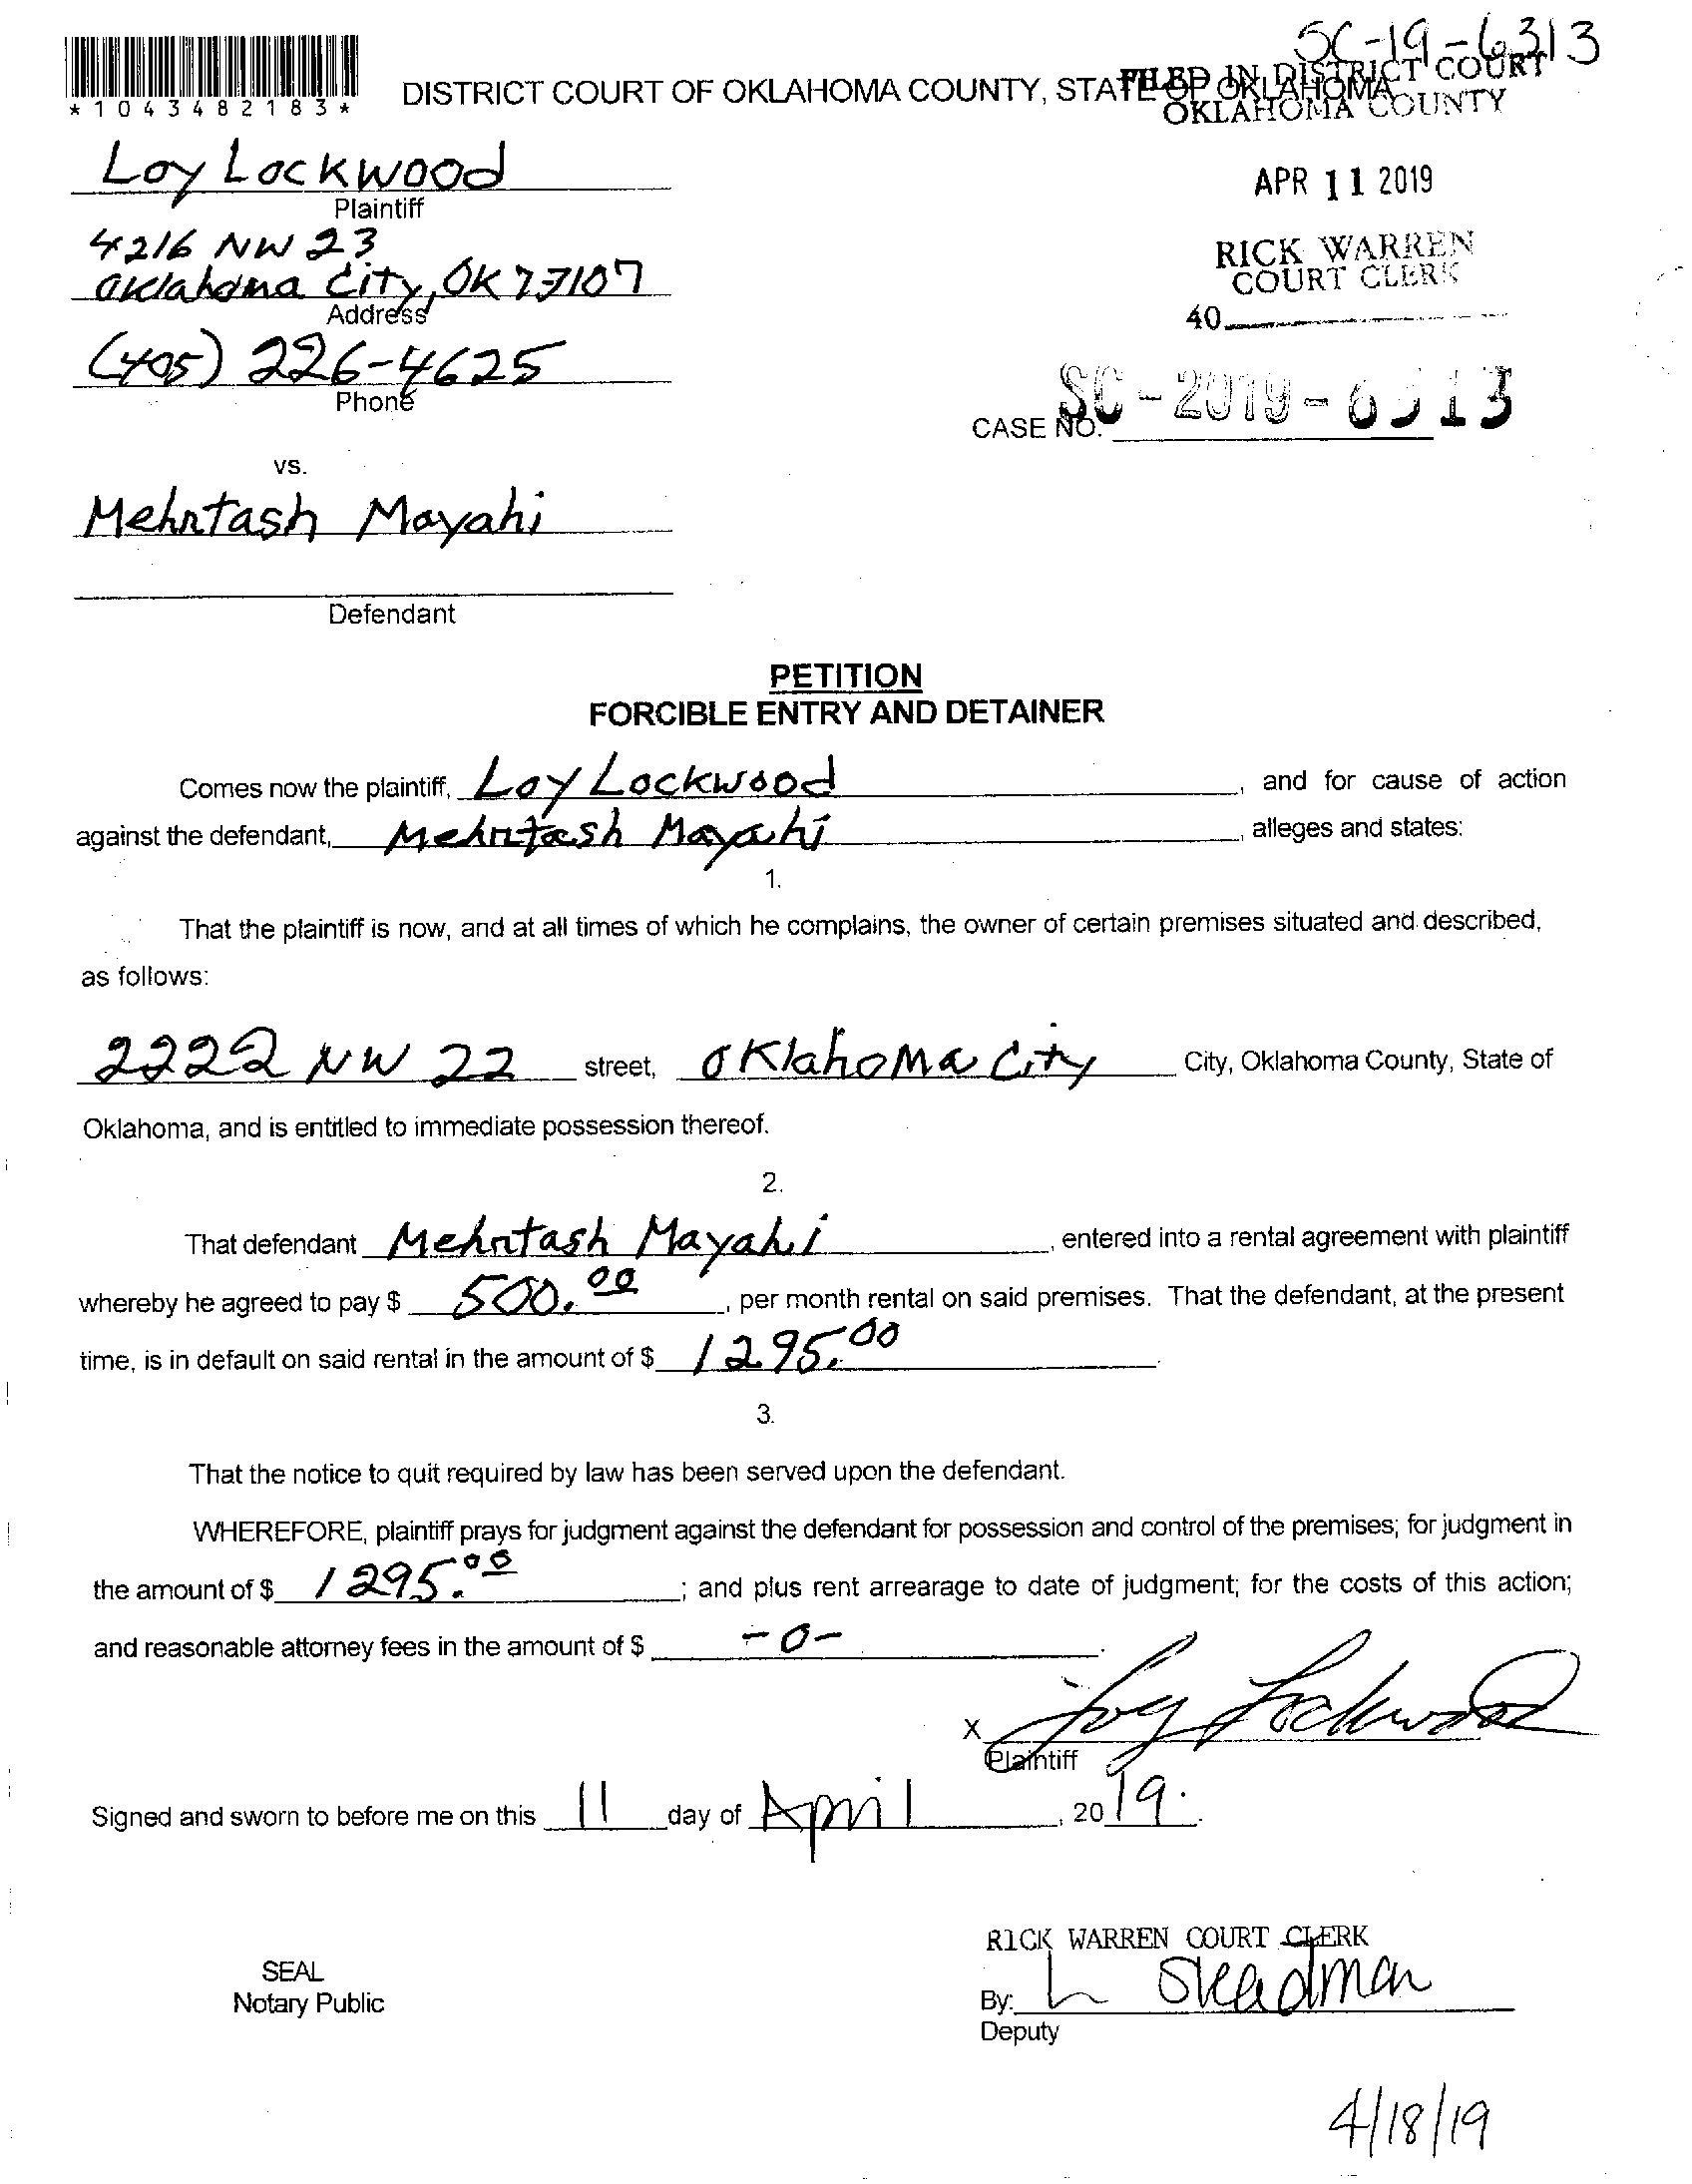 SC-19-6313
*1043482183*
DISTRICT COURT OF OKLAHOMA COUNTY, STATE OF OKLAHOMA
FILED IN DISTRICT COURT
OKLAHOMA COUNTY
Loy Lockwood
Plaintiff
APR 11 2019
4216 NW 23
Oklahoma City, OK 73107
Address
RICK WARREN
COURT CLERK
40
(405) 226-4625
Phone
SC-2019-6313
CASE NO.
vs.
Mehrtash Mayahi
Defendant
PETITION
FORCIBLE ENTRY AND DETAINER
Comes now the plaintiff, Loy Lockwood, and for cause of action
against the defendant, Mehrtash Mayahi, alleges and states:
1.
That the plaintiff is now, and at all times of which he complains, the owner of certain premises situated and described,
as follows:
2222 NW 22 street, Oklahoma City City, Oklahoma County, State of
Oklahoma, and is entitled to immediate possession thereof.
2.
That defendant Mehrtash Mayahi, entered into a rental agreement with plaintiff
whereby he agreed to pay $ 500.00, per month rental on said premises. That the defendant, at the present
time, is in default on said rental in the amount of $ 1295.00.
3.
That the notice to quit required by law has been served upon the defendant.
WHEREFORE, plaintiff prays for judgment against the defendant for possession and control of the premises; for judgment in
the amount of $ 1295.00; and plus rent arrearage to date of judgment; for the costs of this action;
and reasonable attorney fees in the amount of $ -0-.
X Loy Lockwood
Plaintiff
Signed and sworn to before me on this 11 day of April, 2019.
RICK WARREN COURT CLERK
SEAL
Notary Public
By: L Steadman
Deputy
4/18/19